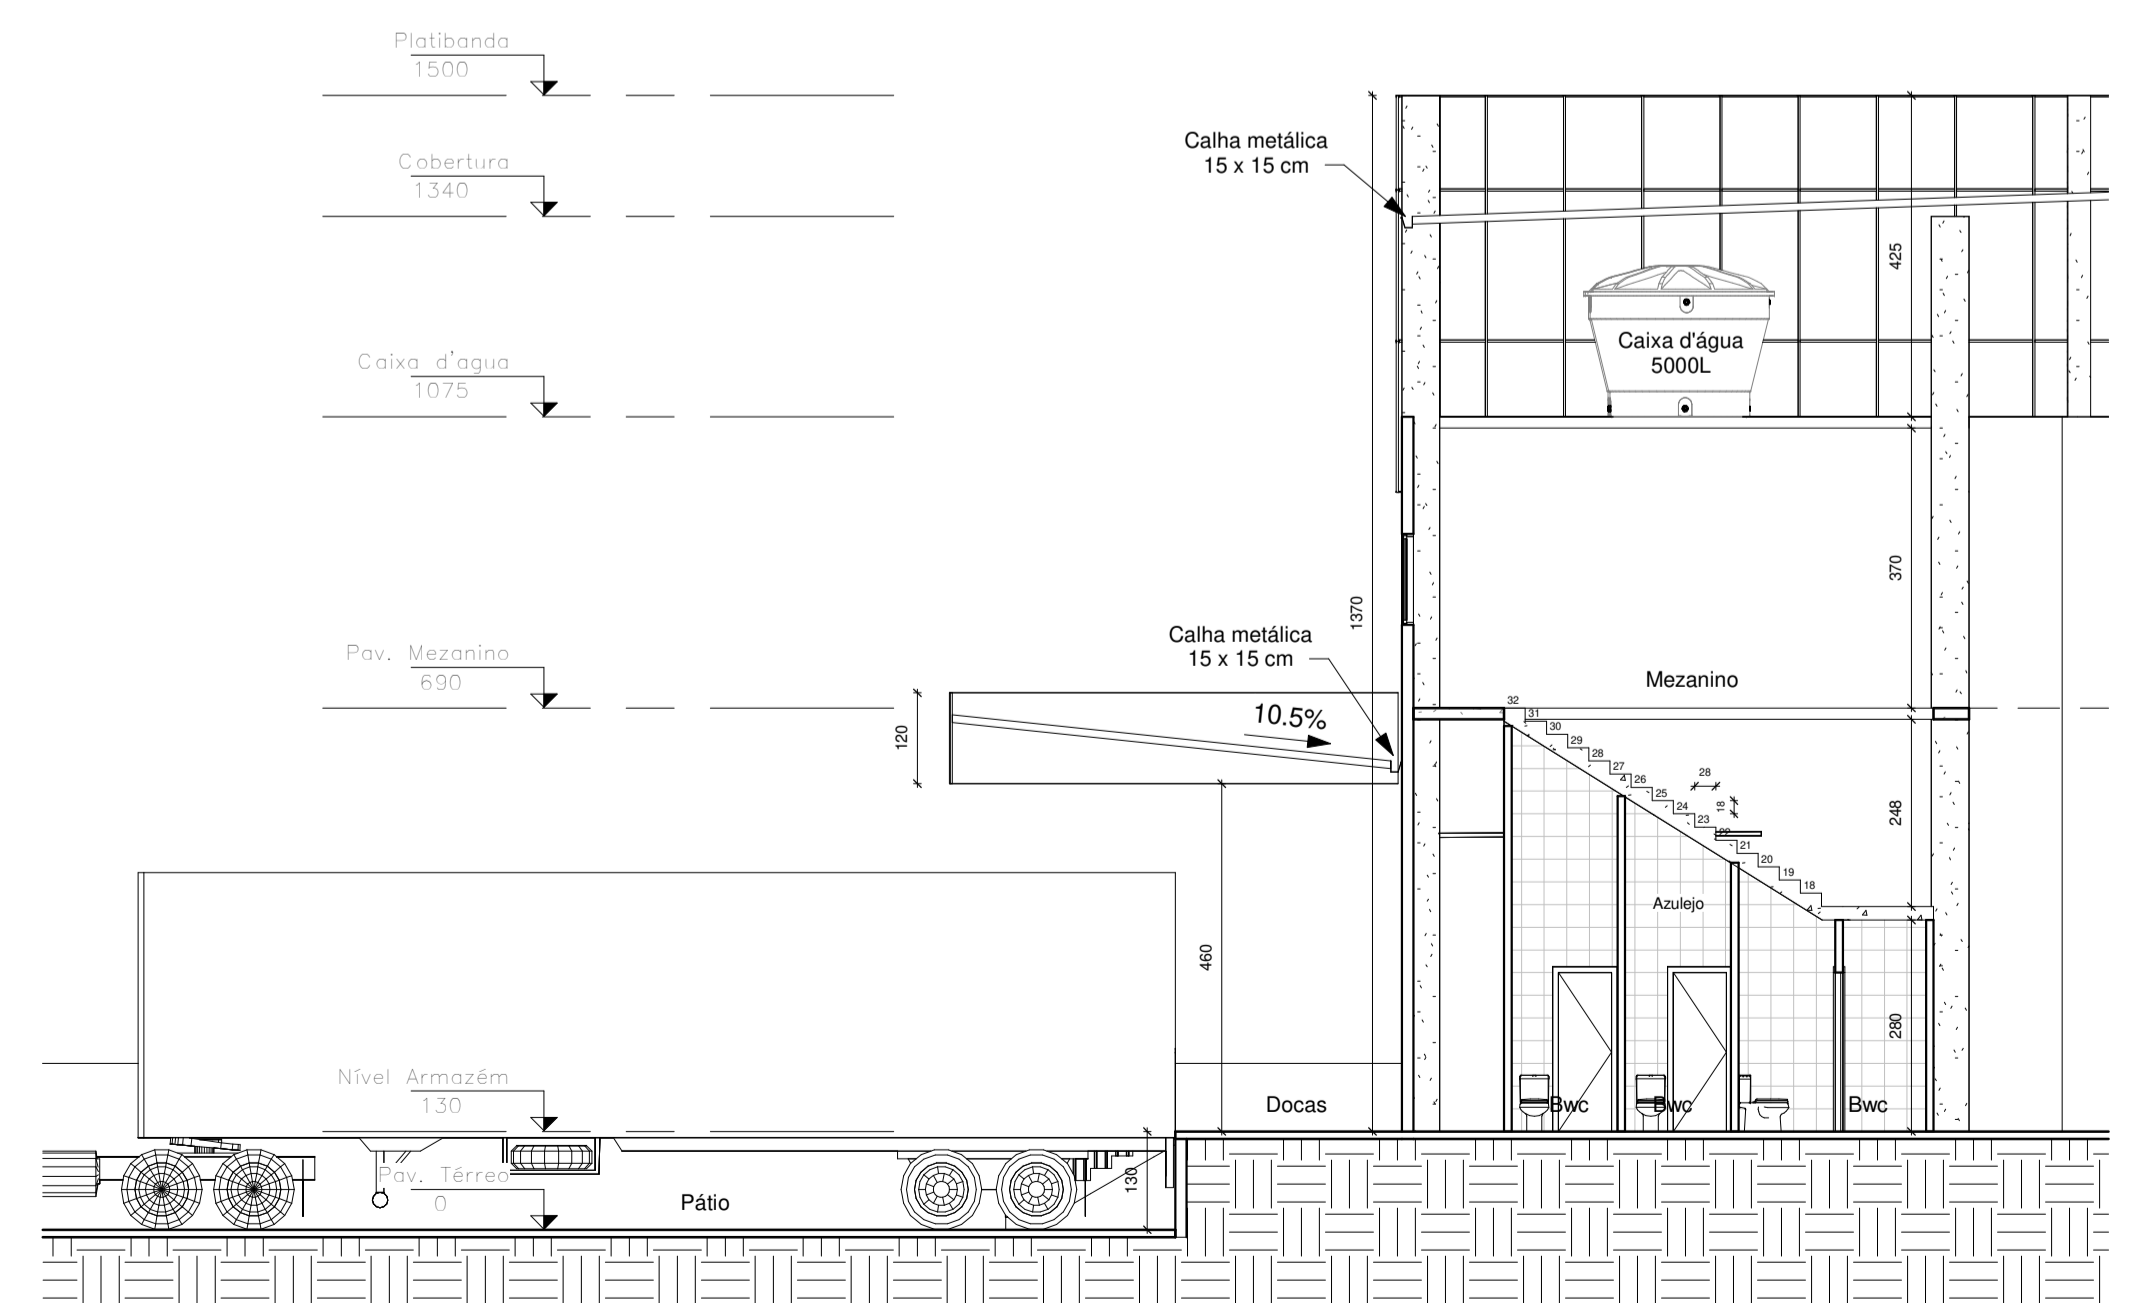 Platibanda
1500
Cobertura
1340
Caixa d'agua
1075
Pav. Mezanino
690
Nível Armazém
130
Pav. Térreo
0
Calha metálica
15 x 15 cm
425
Caixa d'água
5000L
370
1370
Calha metálica
15 x 15 cm
Mezanino
10.5%
120
32
31
30
29
28
27
26
25
24
23
22
21
20
19
18
28
18
248
Azulejo
460
280
Docas
Bwc
Bwc
Bwc
130
Pátio